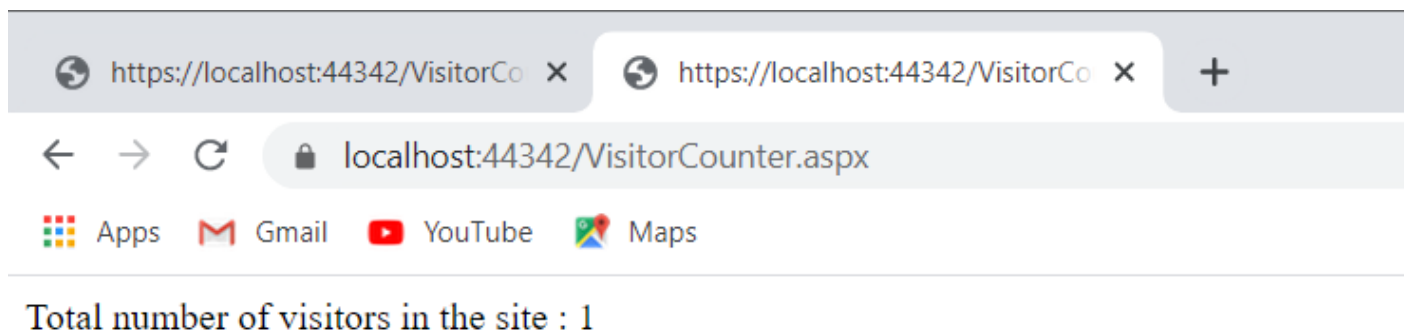 https://localhost:44342/VisitorCo https://localhost:44342/VisitorCo
localhost:44342/VisitorCounter.aspx
Apps Gmail YouTube Maps
Total number of visitors in the site : 1